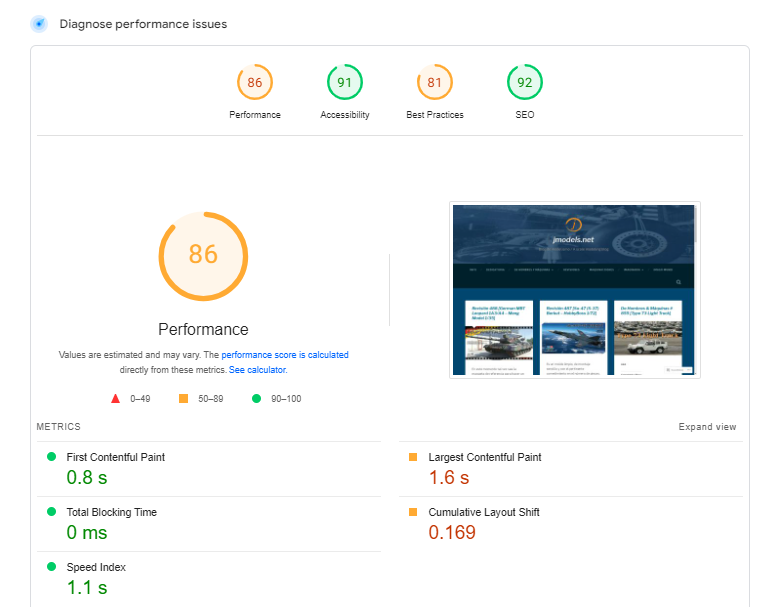 Diagnose performance issues
86 91 81 92
Performance Accessibility Best Practices SEO
86
Performance
Values are estimated and may vary. The performance score is calculated
directly from these metrics. See calculator.
0–49 50–89 90–100
jmodels.net
METRICS
Expand view
First Contentful Paint
0.8 s
Largest Contentful Paint
1.6 s
Total Blocking Time
0 ms
Cumulative Layout Shift
0.169
Speed Index
1.1 s